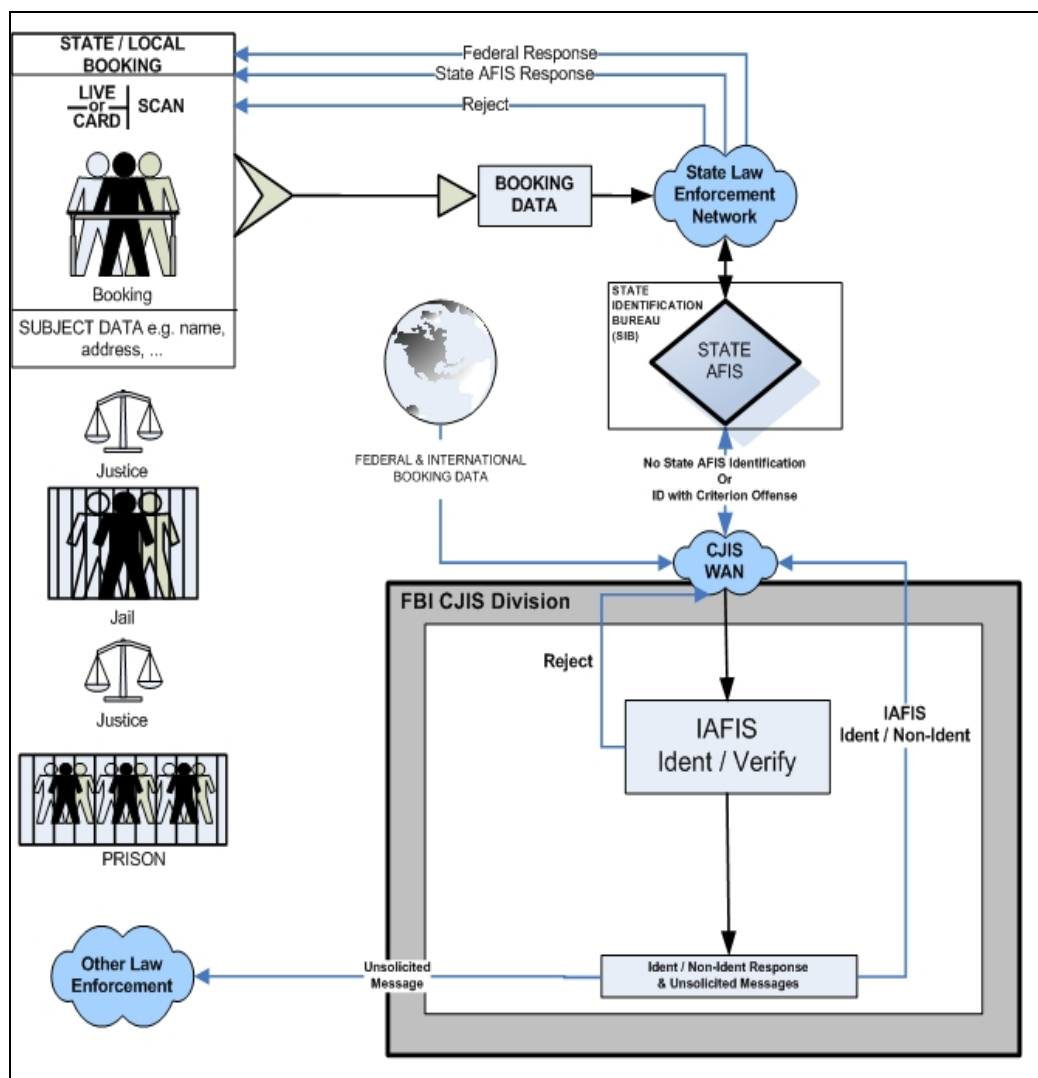 STATE / LOCAL
BOOKING
LIVE
or
CARD
SCAN
Booking
SUBJECT DATA e.g. name,
address, ...
Federal Response
State AFIS Response
Reject
BOOKING
DATA
State Law
Enforcement
Network
STATE
IDENTIFICATION
BUREAU
(SIB)
STATE
AFIS
FEDERAL & INTERNATIONAL
BOOKING DATA
No State AFIS Identification
Or
ID with Criterion Offense
CJIS
WAN
Justice
Jail
Justice
PRISON
FBI CJIS Division
Reject
IAFIS
Ident / Verify
IAFIS
Ident / Non-Ident
Ident / Non-Ident Response
& Unsolicited Messages
Unsolicited
Message
Other Law
Enforcement